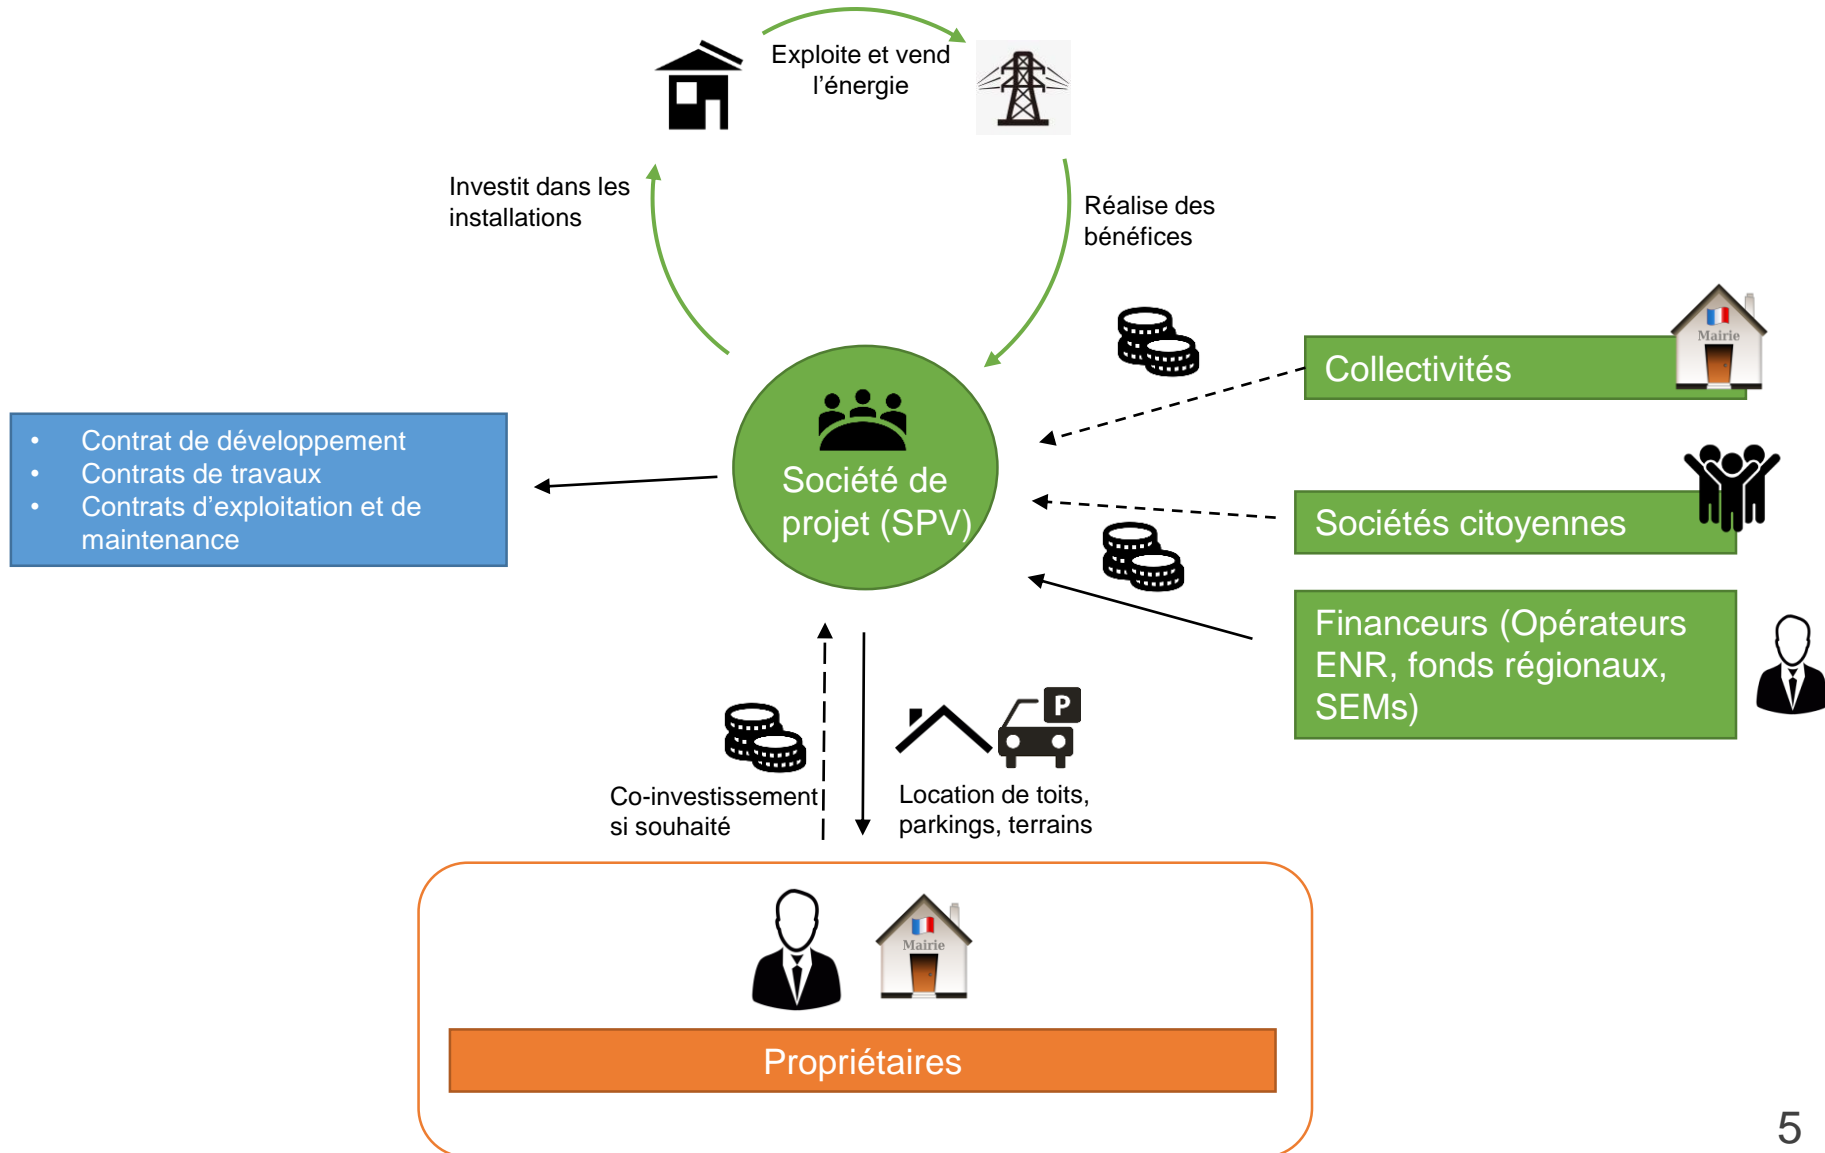 Exploite et vend
l’énergie
Investit dans les
installations
Réalise des
bénéfices
Mairie
Collectivités
• Contrat de développement
• Contrats de travaux
• Contrats d’exploitation et de
maintenance
Société de
projet (SPV)
Sociétés citoyennes
Financeurs (Opérateurs
ENR, fonds régionaux,
SEMs)
P
Co-investissement
si souhaité
Location de toits,
parkings, terrains
Mairie
Propriétaires
5